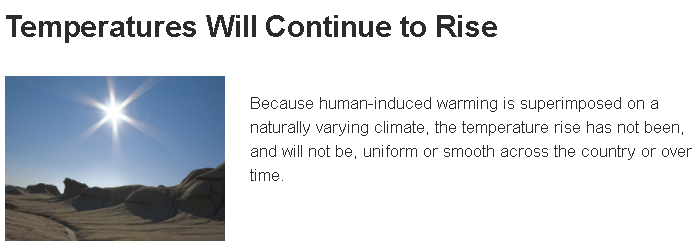 Temperatures Will Continue to Rise
Because human-induced warming is superimposed on a
naturally varying climate, the temperature rise has not been,
and will not be, uniform or smooth across the country or over
time.